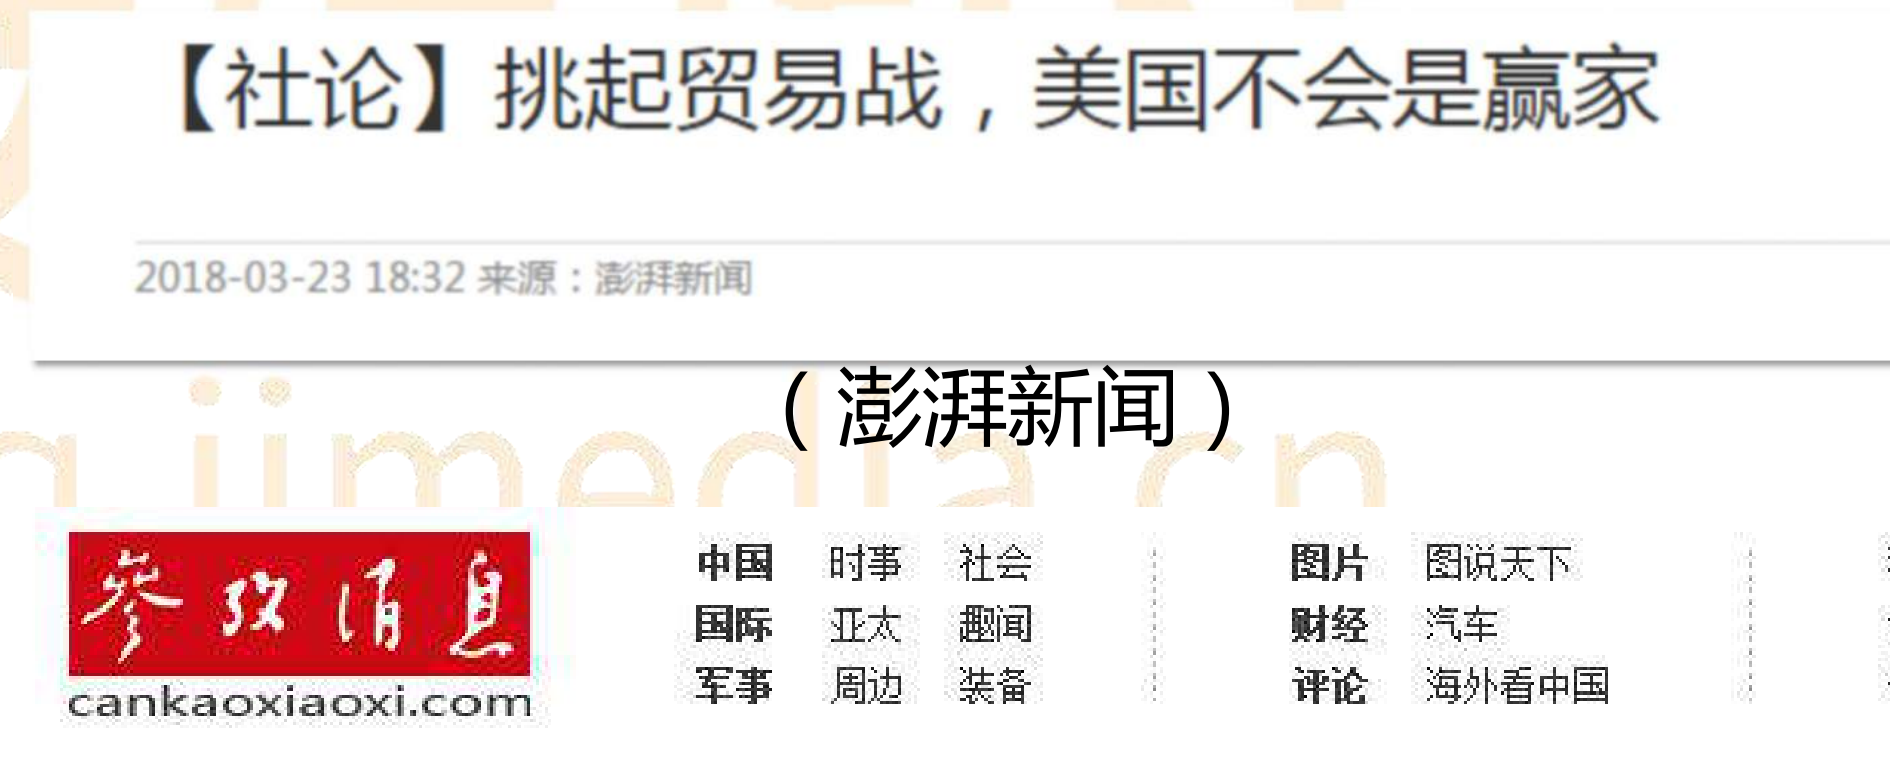 【社论】挑起贸易战，美国不会是赢家
2018-03-23 18:32 来源：澎湃新闻
（澎湃新闻）
jimedia.cn
参考消息
cankaoxiaoxi.com
中国 时事 社会 图片 图说天下
国际 亚太 趣闻 财经 汽车
军事 周边 装备 评论 海外看中国